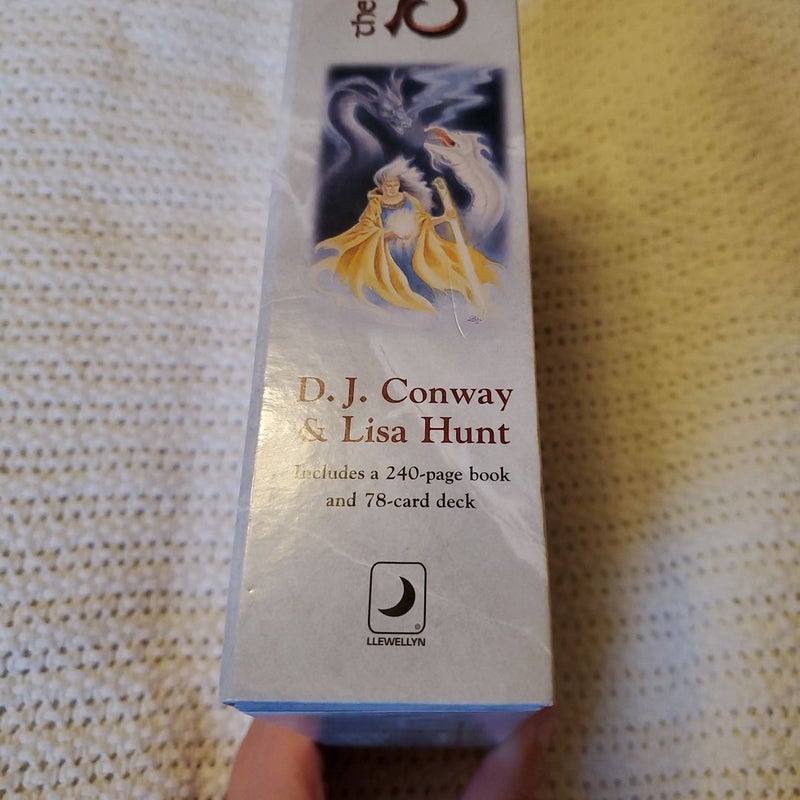 the
D. J. Conway
& Lisa Hunt
Includes a 240-page book
and 78-card deck
LLEWELLYN